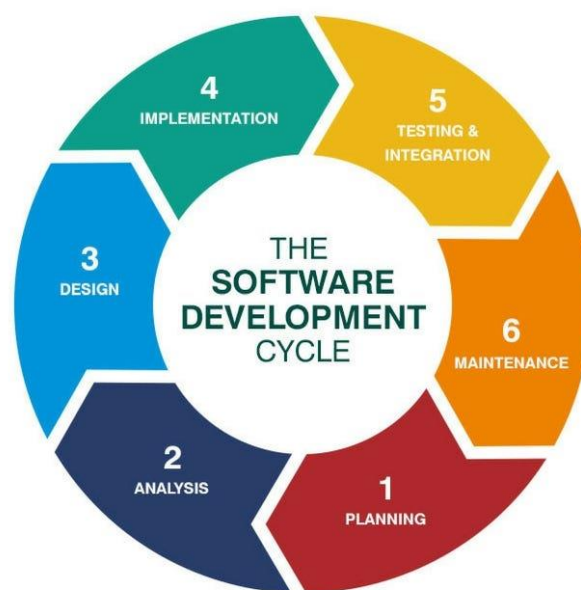 THE
SOFTWARE
DEVELOPMENT
CYCLE
1
PLANNING
2
ANALYSIS
3
DESIGN
4
IMPLEMENTATION
5
TESTING &
INTEGRATION
6
MAINTENANCE